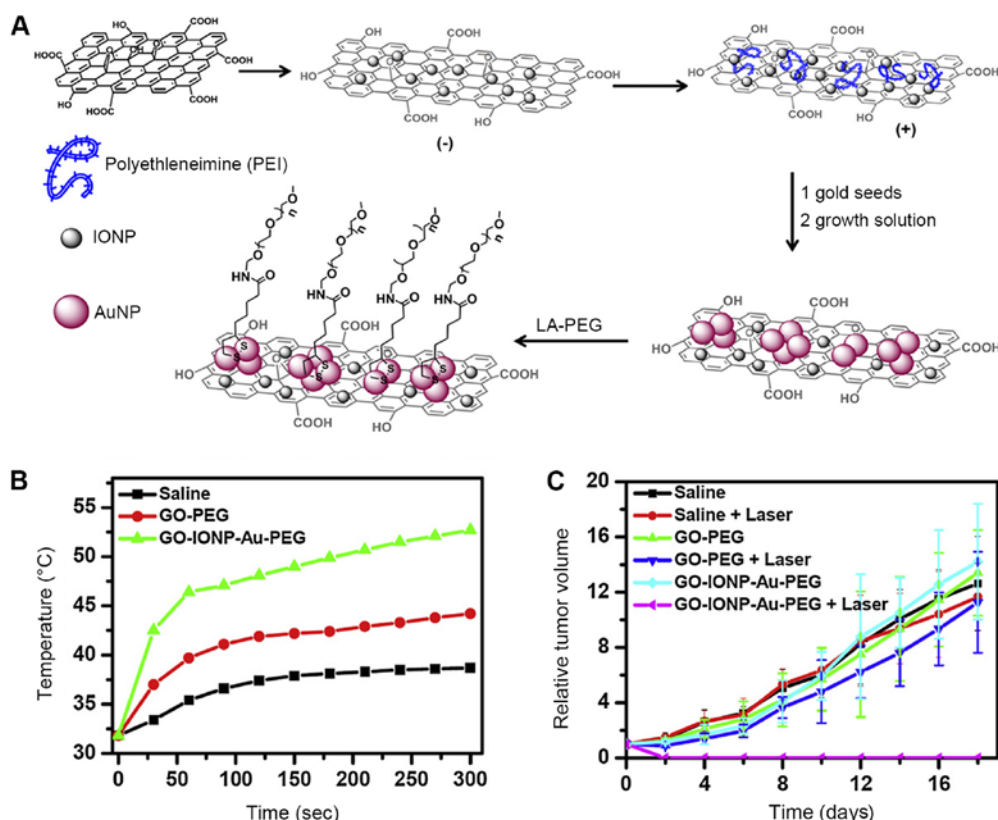 A
HO
COOH
COOH
HOOC
COOH
HO
HOOC
COOH
OH
COOH
HO
COOH
COOH
HO
(-)
OH
COOH
HO
COOH
COOH
HO
(+)
Polyethleneimine (PEI)
IONP
AuNP
1 gold seeds
2 growth solution
LA-PEG
OH
COOH
HO
COOH
COOH
HO
O n O O HN O S S
O n O O HN O S S
O n O O HN O S S
O n O O HN O S S
OH
COOH
HO
COOH
COOH
HO
B
Saline
GO-PEG
GO-IONP-Au-PEG
Temperature (°C)
55
50
45
40
35
30
0 50 100 150 200 250 300
Time (sec)
C
Saline
Saline + Laser
GO-PEG
GO-PEG + Laser
GO-IONP-Au-PEG
GO-IONP-Au-PEG + Laser
Relative tumor volume
20
16
12
8
4
0
0 4 8 12 16
Time (days)